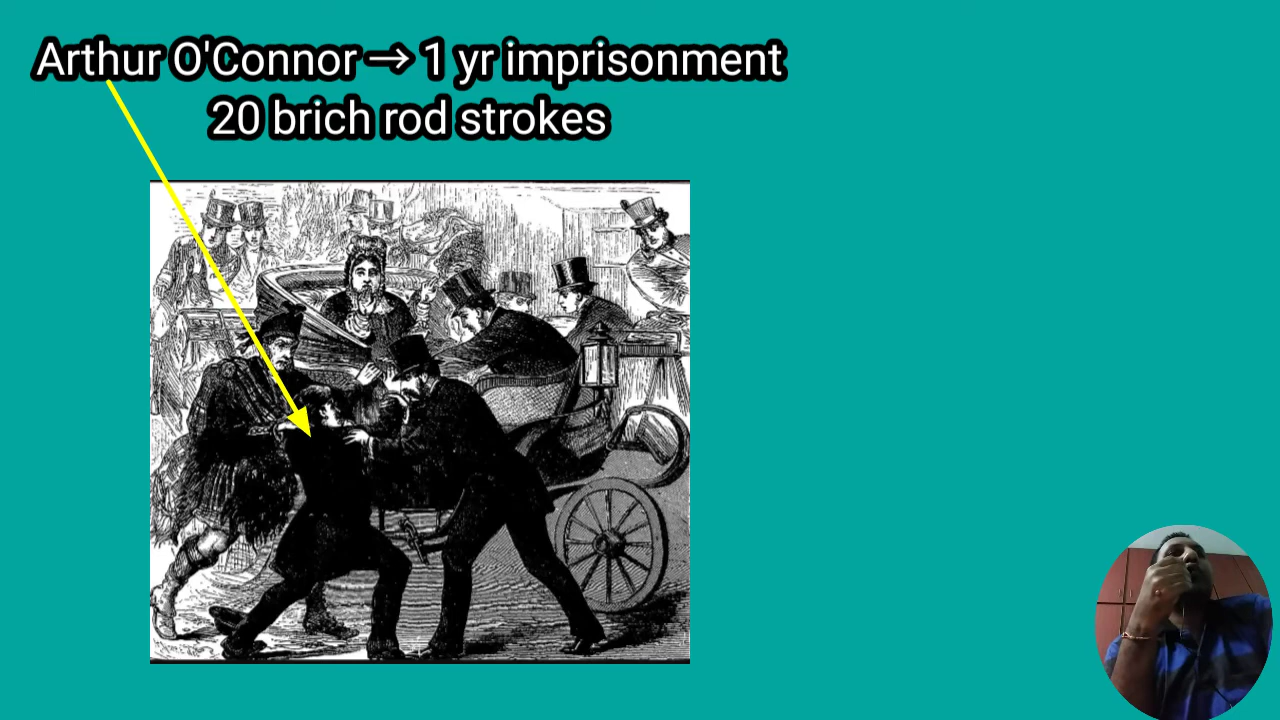 Arthur O'Connor → 1 yr imprisonment
20 brich rod strokes